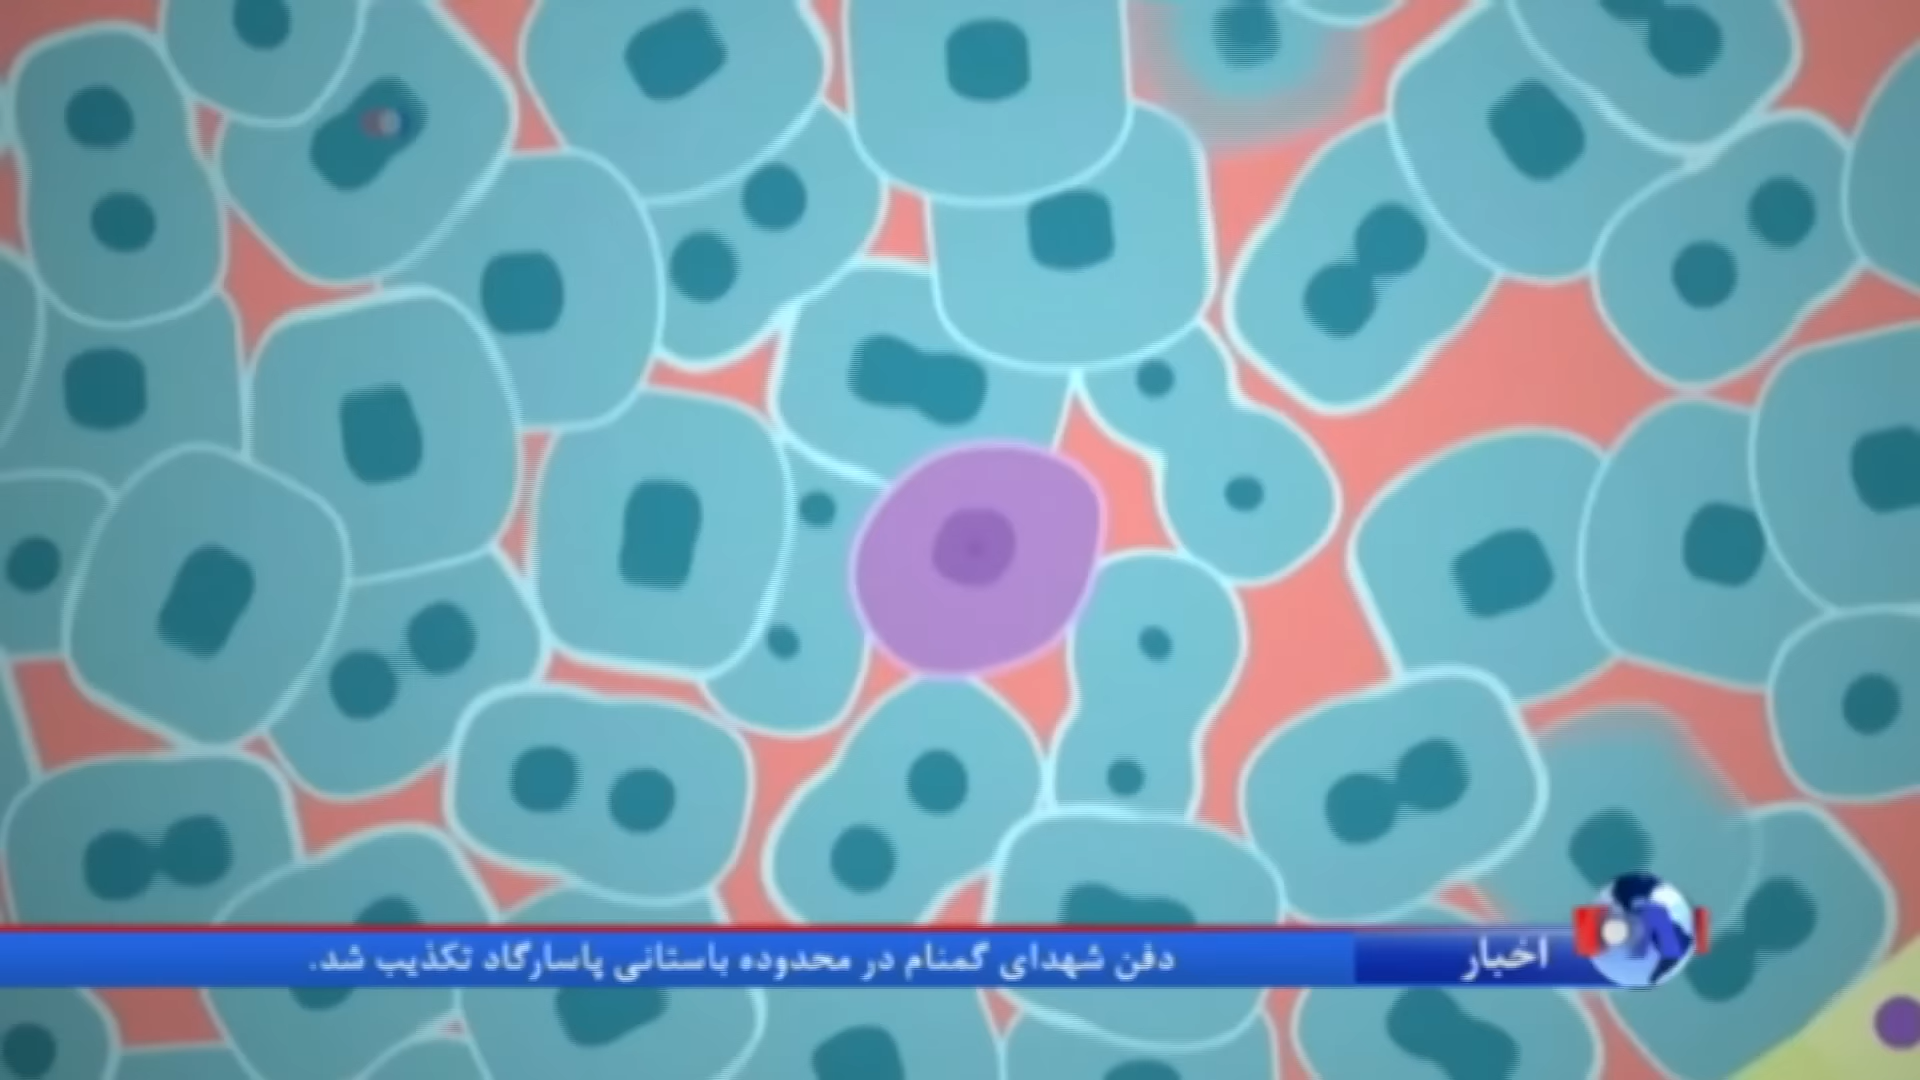 اخبار
دفن شهدای گمنام در محدوده باستانی پاسارگاد تکذیب شد.